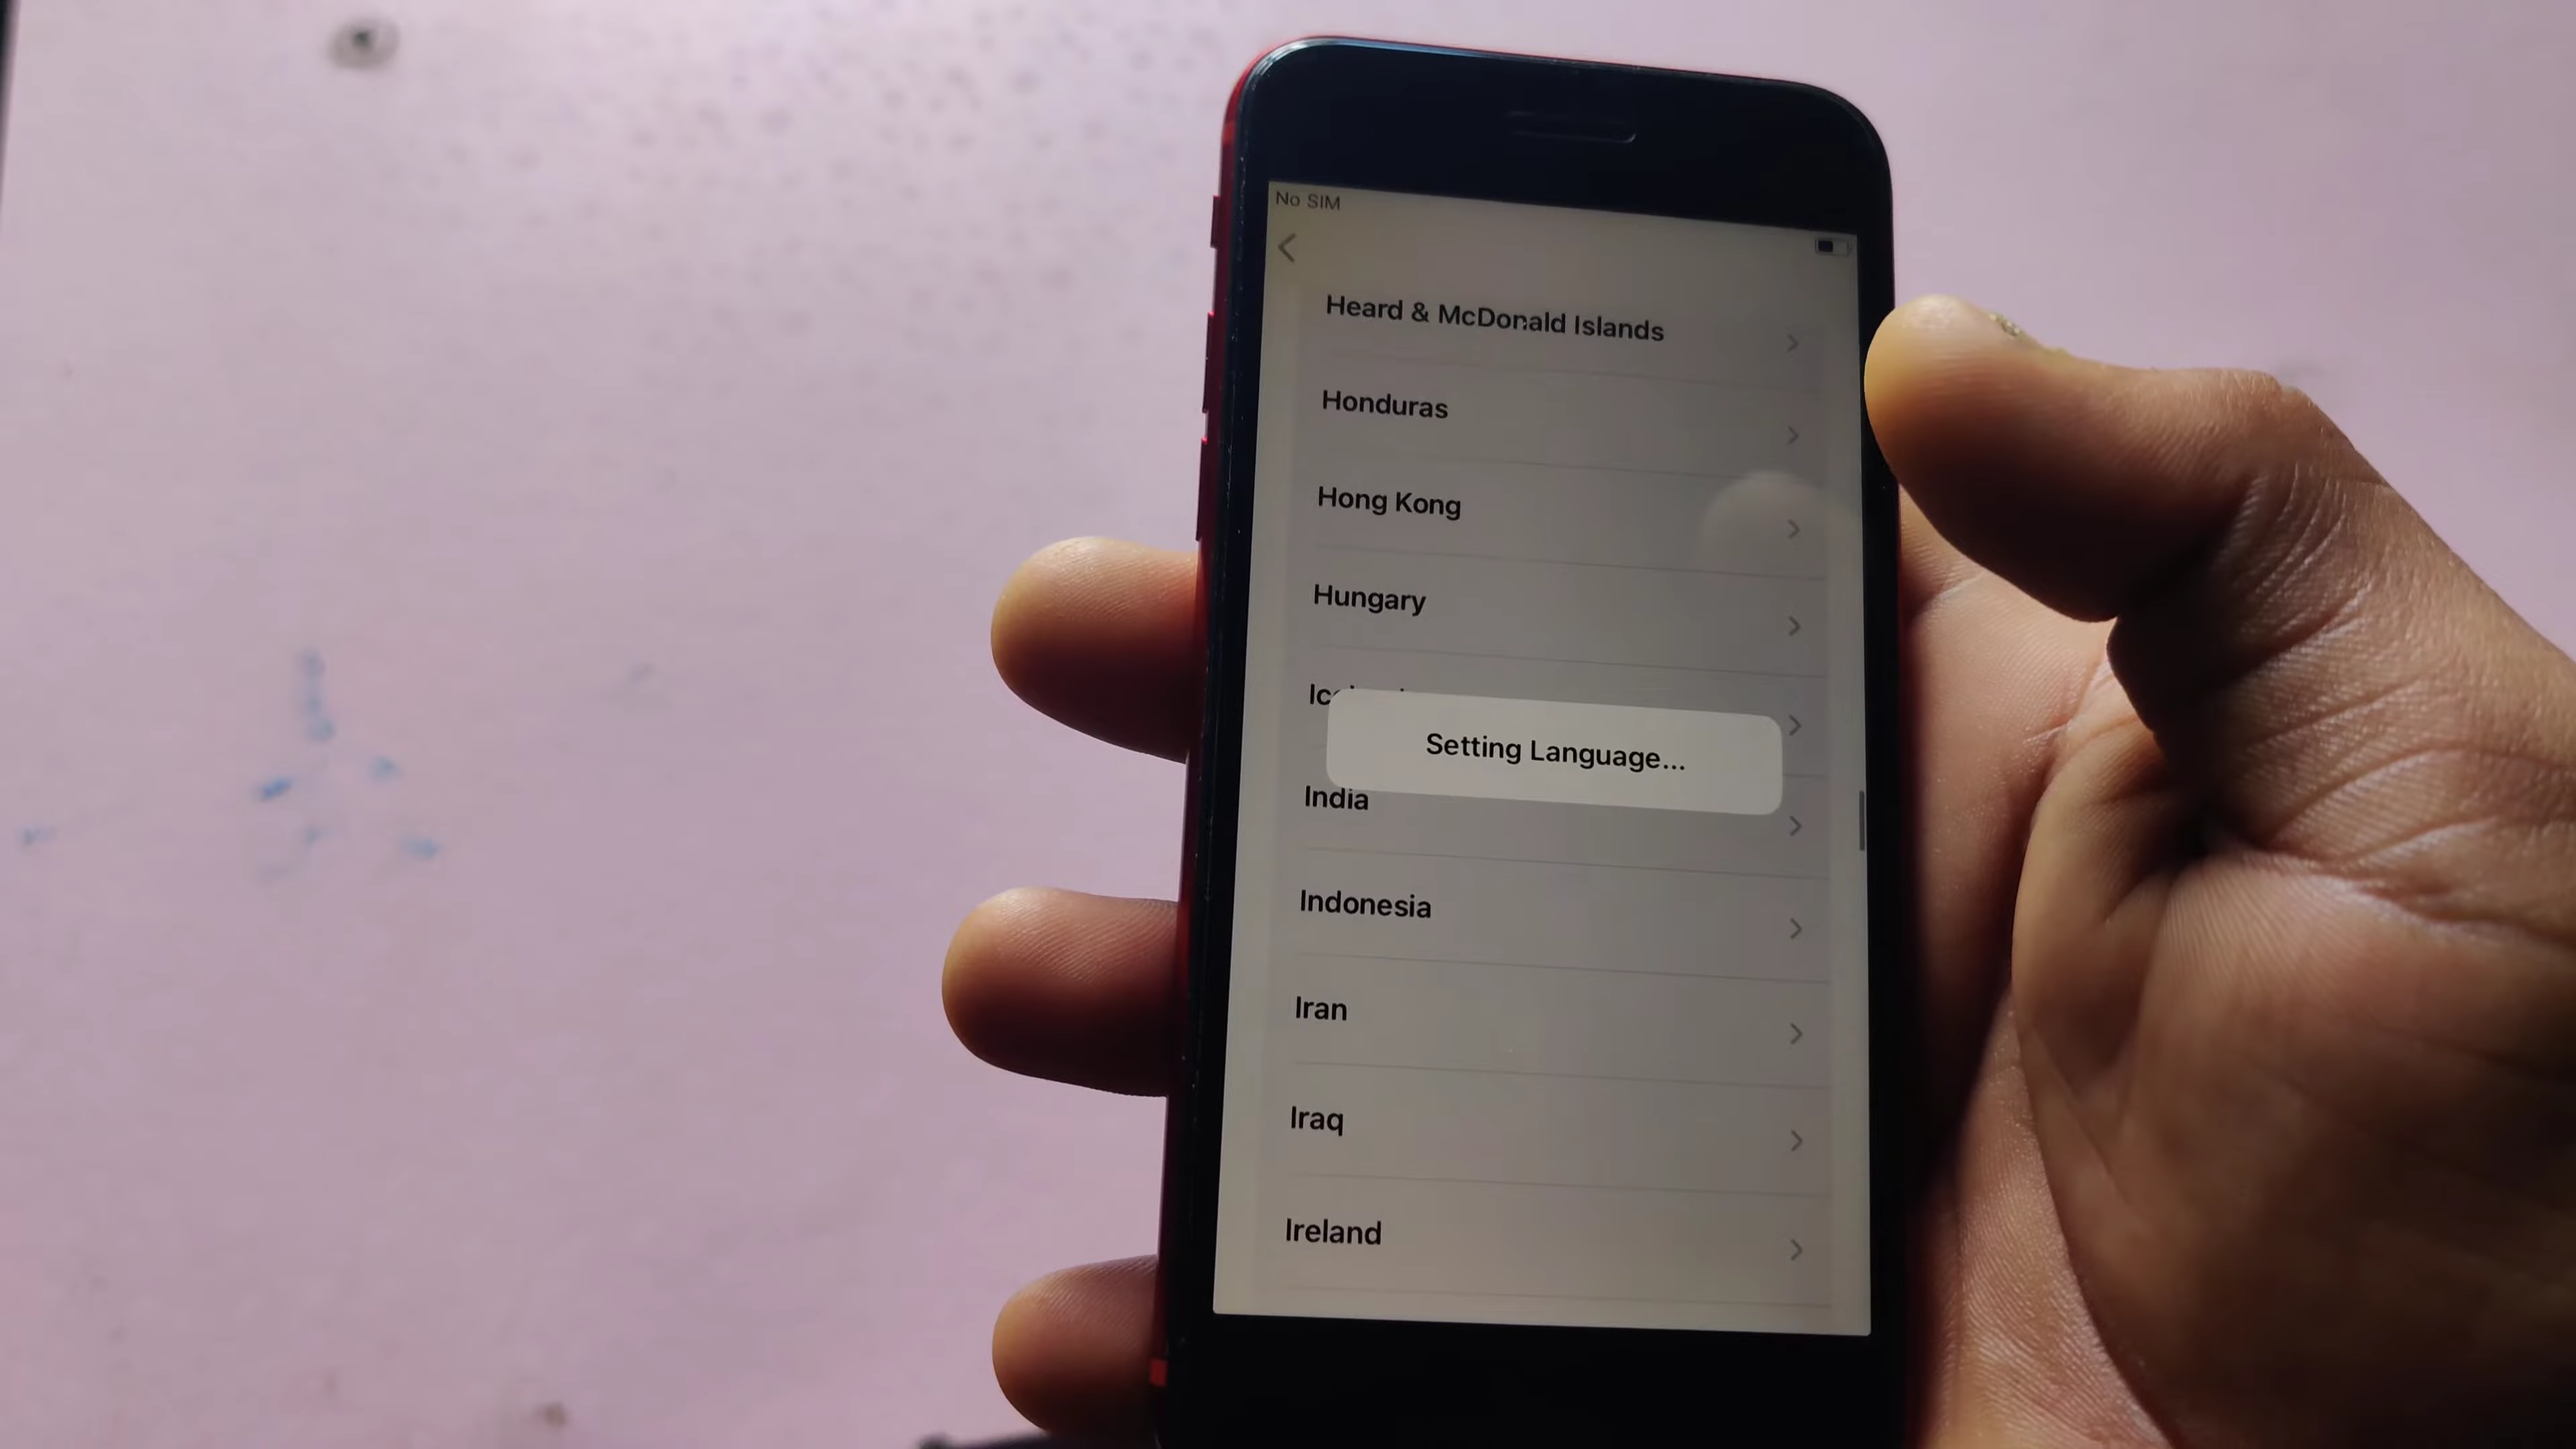 No SIM
Heard & McDonald Islands
Honduras
Hong Kong
Hungary
Setting Language...
India
Indonesia
Iran
Iraq
Ireland